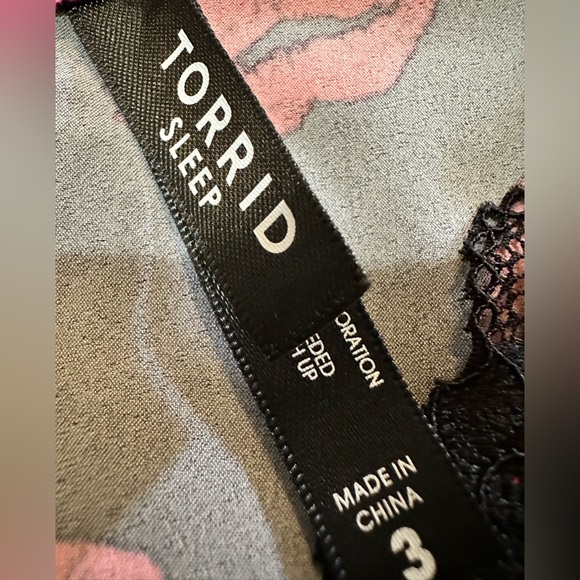 TORRID
SLEEP
ORATION
EDED
UP
MADE IN
CHINA
3